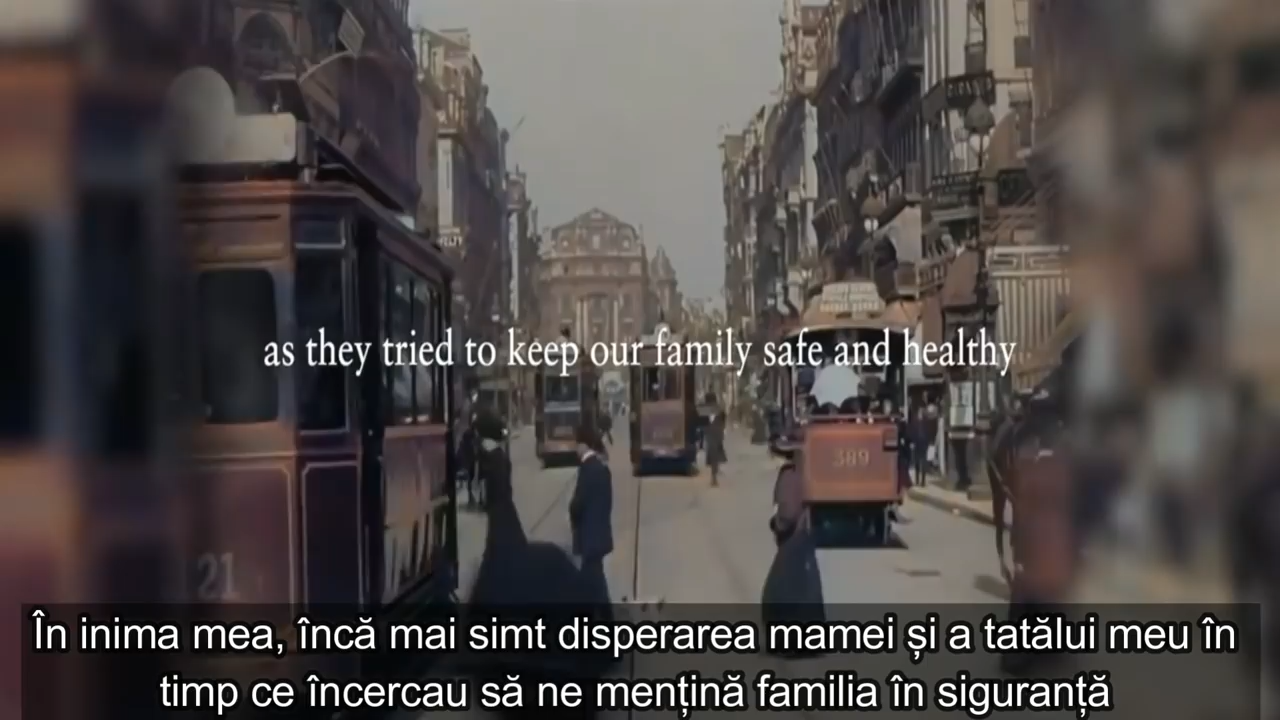 as they tried to keep our family safe and healthy
389
21
În inima mea, încă mai simt disperarea mamei și a tatălui meu în
timp ce încercau să ne mențină familia în siguranță